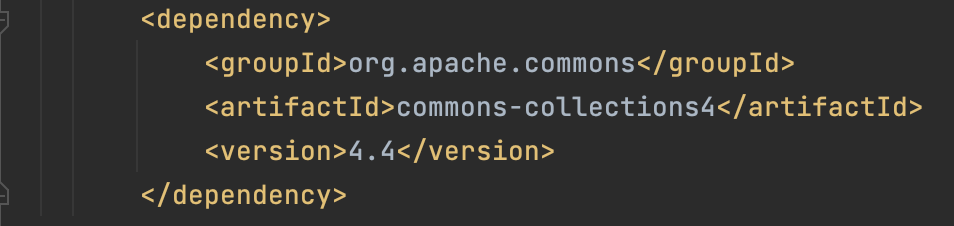 <dependency>
<groupId>org.apache.commons</groupId>
<artifactId>commons-collections4</artifactId>
<version>4.4</version>
</dependency>